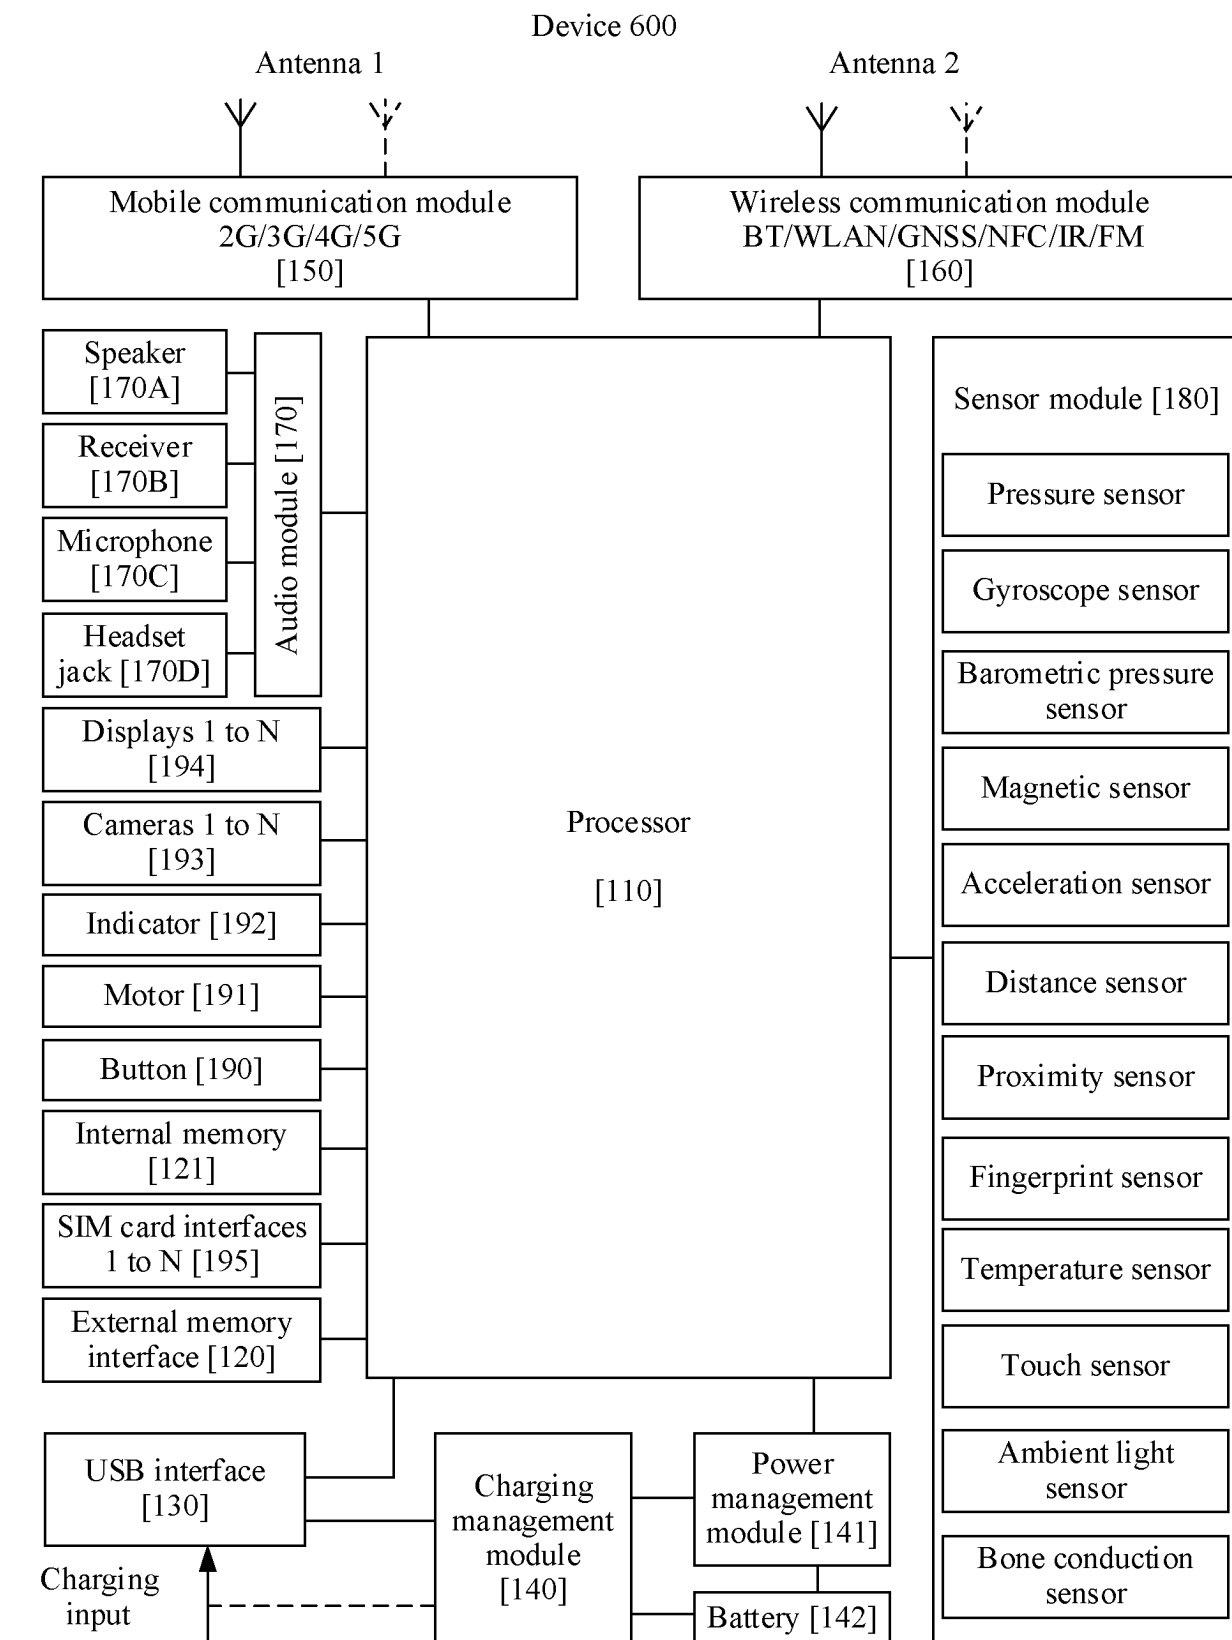 Device 600
Antenna 1
Antenna 2
Mobile communication module
2G/3G/4G/5G
[150]
Wireless communication module
BT/WLAN/GNSS/NFC/IR/FM
[160]
Speaker
[170A]
Receiver
[170B]
Microphone
[170C]
Headset
jack [170D]
Audio module [170]
Displays 1 to N
[194]
Cameras 1 to N
[193]
Indicator [192]
Motor [191]
Button [190]
Internal memory
[121]
SIM card interfaces
1 to N [195]
External memory
interface [120]
Processor
[110]
Sensor module [180]
Pressure sensor
Gyroscope sensor
Barometric pressure
sensor
Magnetic sensor
Acceleration sensor
Distance sensor
Proximity sensor
Fingerprint sensor
Temperature sensor
Touch sensor
Ambient light
sensor
Bone conduction
sensor
USB interface
[130]
Charging
input
Charging
management
module
[140]
Power
management
module [141]
Battery [142]